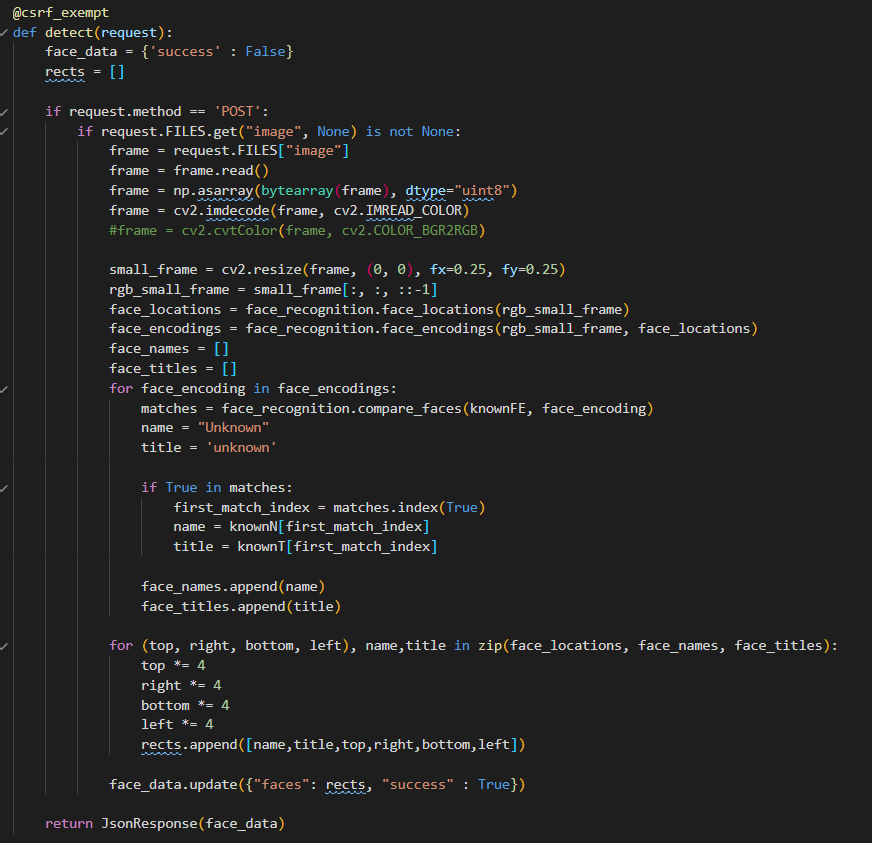 @csrf_exempt
def detect(request):
    face_data = {'success' : False}
    rects = []

    if request.method == 'POST':
        if request.FILES.get("image", None) is not None:
            frame = request.FILES["image"]
            frame = frame.read()
            frame = np.asarray(bytearray(frame), dtype="uint8")
            frame = cv2.imdecode(frame, cv2.IMREAD_COLOR)
            #frame = cv2.cvtColor(frame, cv2.COLOR_BGR2RGB)

            small_frame = cv2.resize(frame, (0, 0), fx=0.25, fy=0.25)
            rgb_small_frame = small_frame[:, :, ::-1]
            face_locations = face_recognition.face_locations(rgb_small_frame)
            face_encodings = face_recognition.face_encodings(rgb_small_frame, face_locations)
            face_names = []
            face_titles = []
            for face_encoding in face_encodings:
                matches = face_recognition.compare_faces(knownFE, face_encoding)
                name = "Unknown"
                title = 'unknown'

                if True in matches:
                    first_match_index = matches.index(True)
                    name = knownN[first_match_index]
                    title = knownT[first_match_index]

                face_names.append(name)
                face_titles.append(title)

            for (top, right, bottom, left), name,title in zip(face_locations, face_names, face_titles):
                top *= 4
                right *= 4
                bottom *= 4
                left *= 4
                rects.append([name,title,top,right,bottom,left])

            face_data.update({"faces": rects, "success" : True})

    return JsonResponse(face_data)